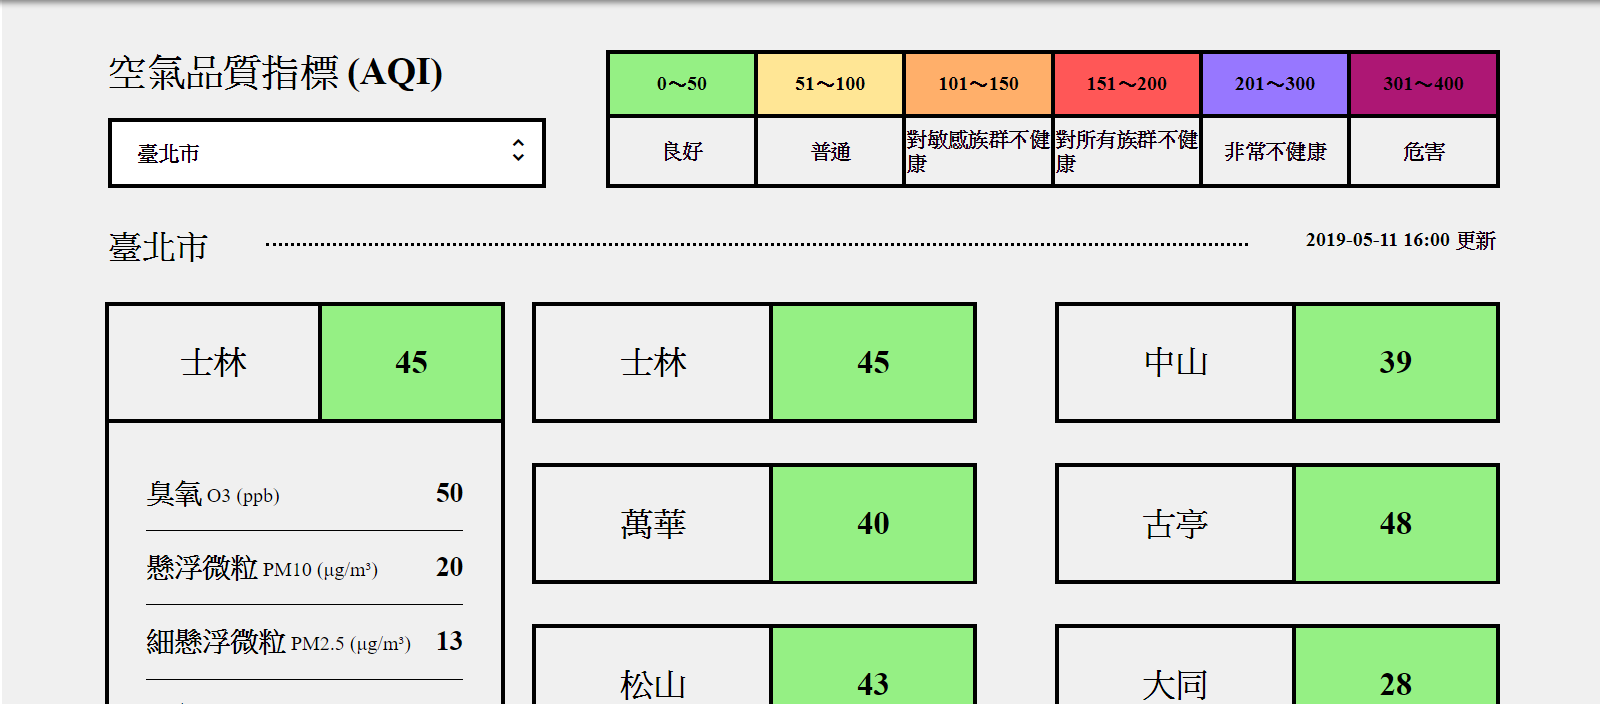 空氣品質指標 (AQI)
臺北市
0～50
51～100
101～150
151～200
201～300
301～400
良好
普通
對敏感族群不健
康
對所有族群不健
康
非常不健康
危害
臺北市
2019-05-11 16:00 更新
士林
45
臭氧 O3 (ppb)
50
懸浮微粒 PM10 (μg/m³)
20
細懸浮微粒 PM2.5 (μg/m³)
13
士林
45
中山
39
萬華
40
古亭
48
松山
43
大同
28